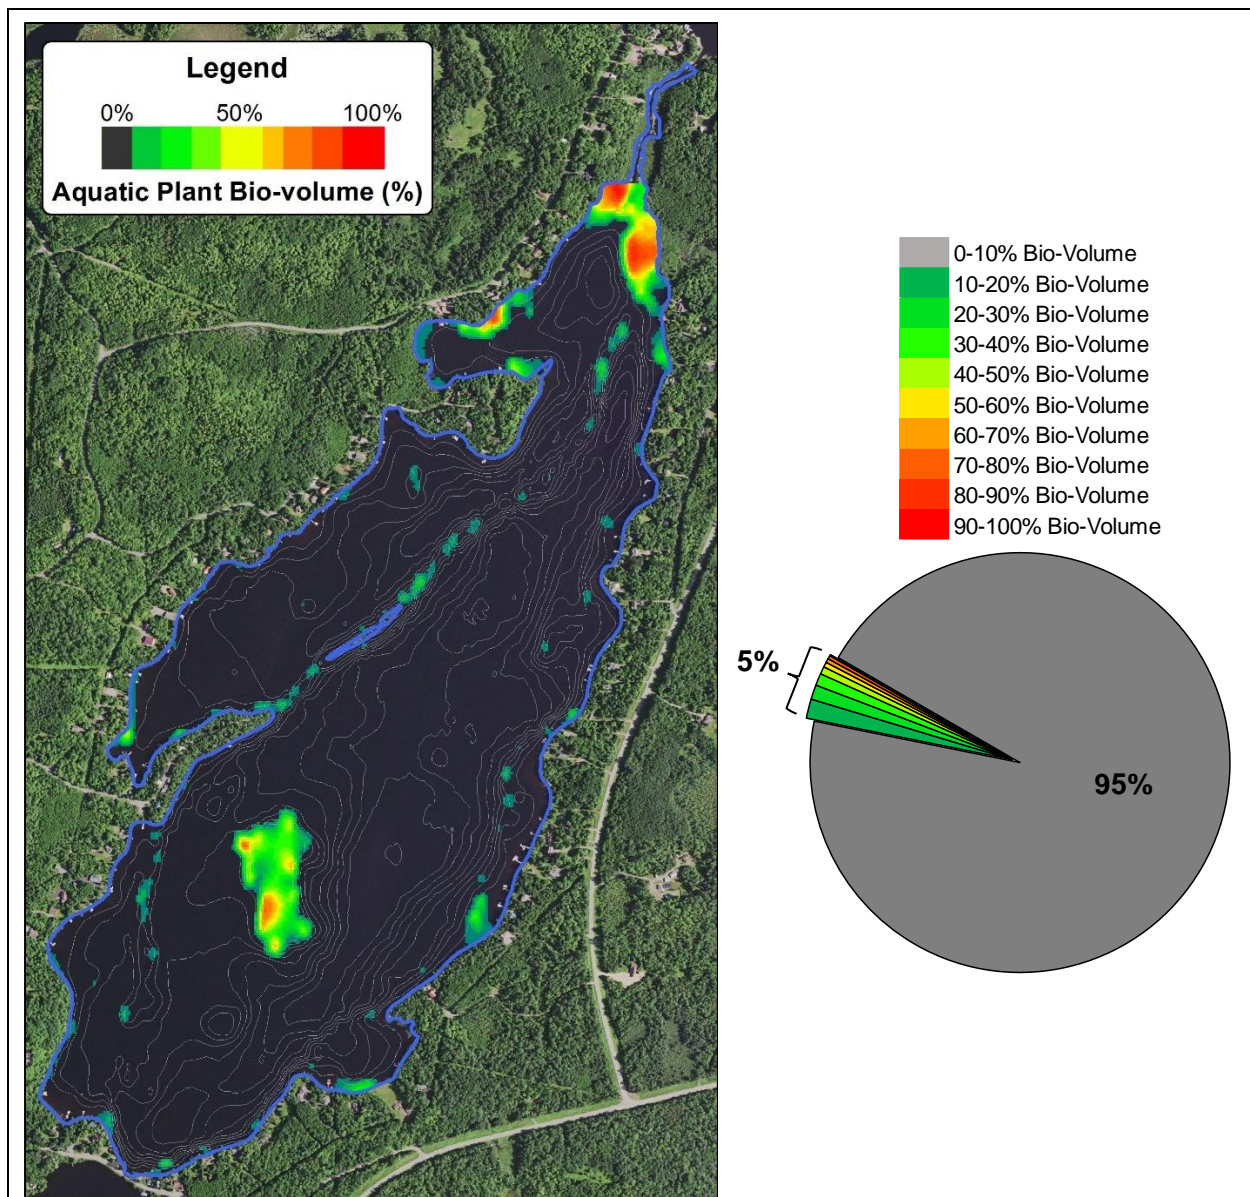 Legend
0% 50% 100%
Aquatic Plant Bio-volume (%)
0-10% Bio-Volume
10-20% Bio-Volume
20-30% Bio-Volume
30-40% Bio-Volume
40-50% Bio-Volume
50-60% Bio-Volume
60-70% Bio-Volume
70-80% Bio-Volume
80-90% Bio-Volume
90-100% Bio-Volume
5%
95%